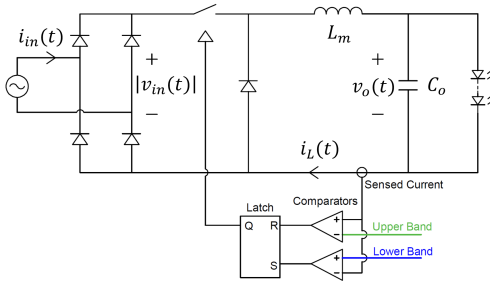 i_in(t)
|v_in(t)|
+
−
L_m
+
v_o(t)
−
C_o
i_L(t)
Sensed Current
Latch
Comparators
Q
R
S
+
−
+
−
Upper Band
Lower Band